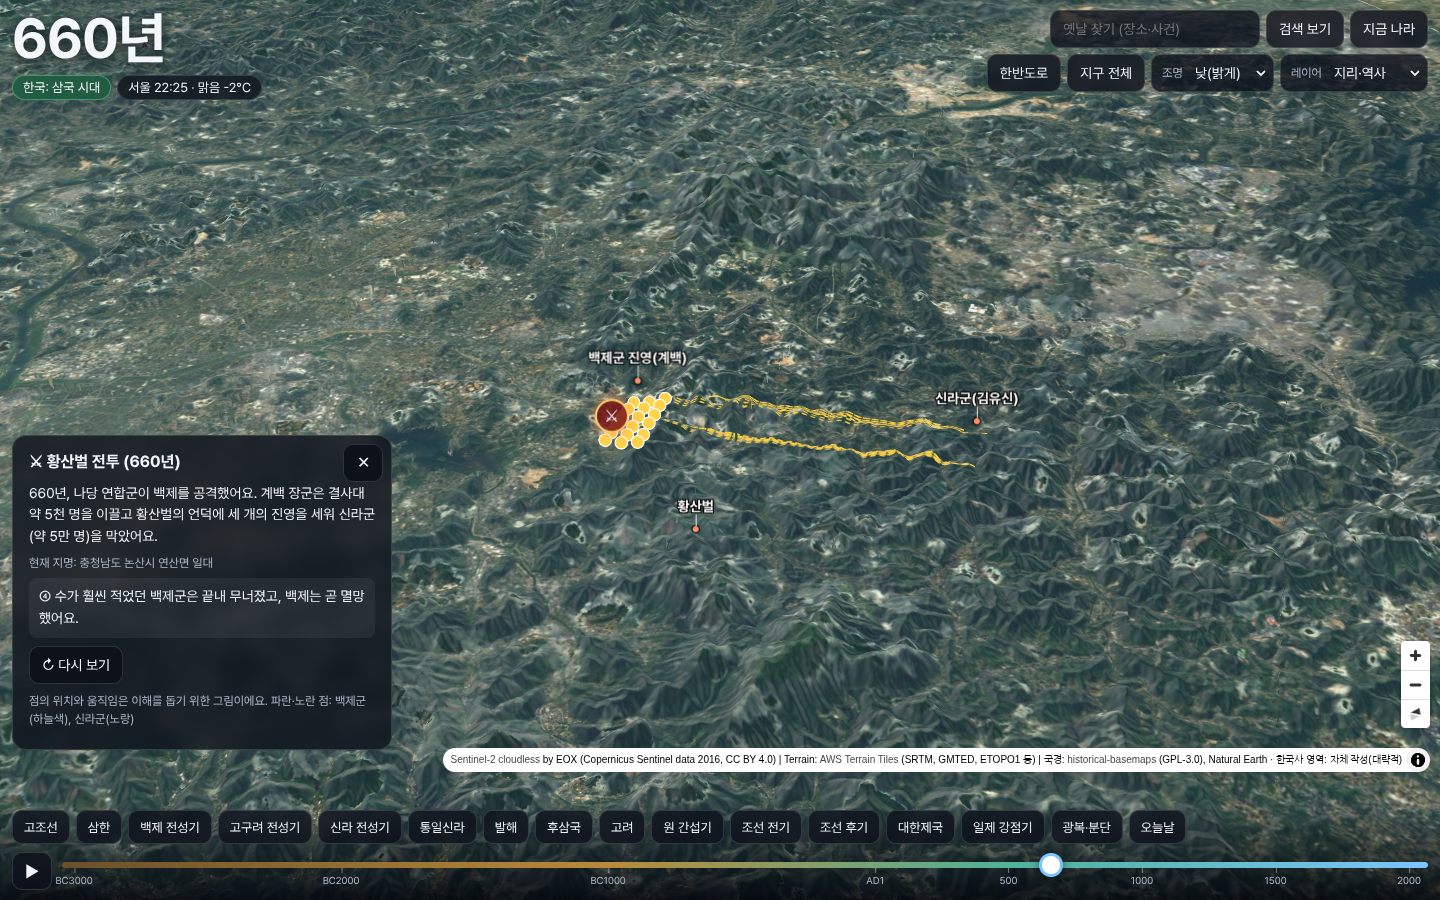 660년
한국: 삼국 시대
서울 22:25 · 맑음 -2°C
옛날 찾기 (장소·사건)
검색 보기
지금 나라
한반도로
지구 전체
조명 낮(밝게)
레이어 지리·역사
백제군 진영(계백)
⚔
신라군(김유신)
황산벌
⚔ 황산벌 전투 (660년)
✕
660년, 나당 연합군이 백제를 공격했어요. 계백 장군은 결사대
약 5천 명을 이끌고 황산벌의 언덕에 세 개의 진영을 세워 신라군
(약 5만 명)을 막았어요.
현재 지명: 충청남도 논산시 연산면 일대
④ 수가 훨씬 적었던 백제군은 끝내 무너졌고, 백제는 곧 멸망
했어요.
↻ 다시 보기
점의 위치와 움직임은 이해를 돕기 위한 그림이에요. 파란·노란 점: 백제군
(하늘색), 신라군(노랑)
Sentinel-2 cloudless by EOX (Copernicus Sentinel data 2016, CC BY 4.0) | Terrain: AWS Terrain Tiles (SRTM, GMTED, ETOPO1 등) | 국경: historical-basemaps (GPL-3.0), Natural Earth · 한국사 영역: 자체 작성(대략적)
고조선
삼한
백제 전성기
고구려 전성기
신라 전성기
통일신라
발해
후삼국
고려
원 간섭기
조선 전기
조선 후기
대한제국
일제 강점기
광복·분단
오늘날
BC3000
BC2000
BC1000
AD1
500
1000
1500
2000